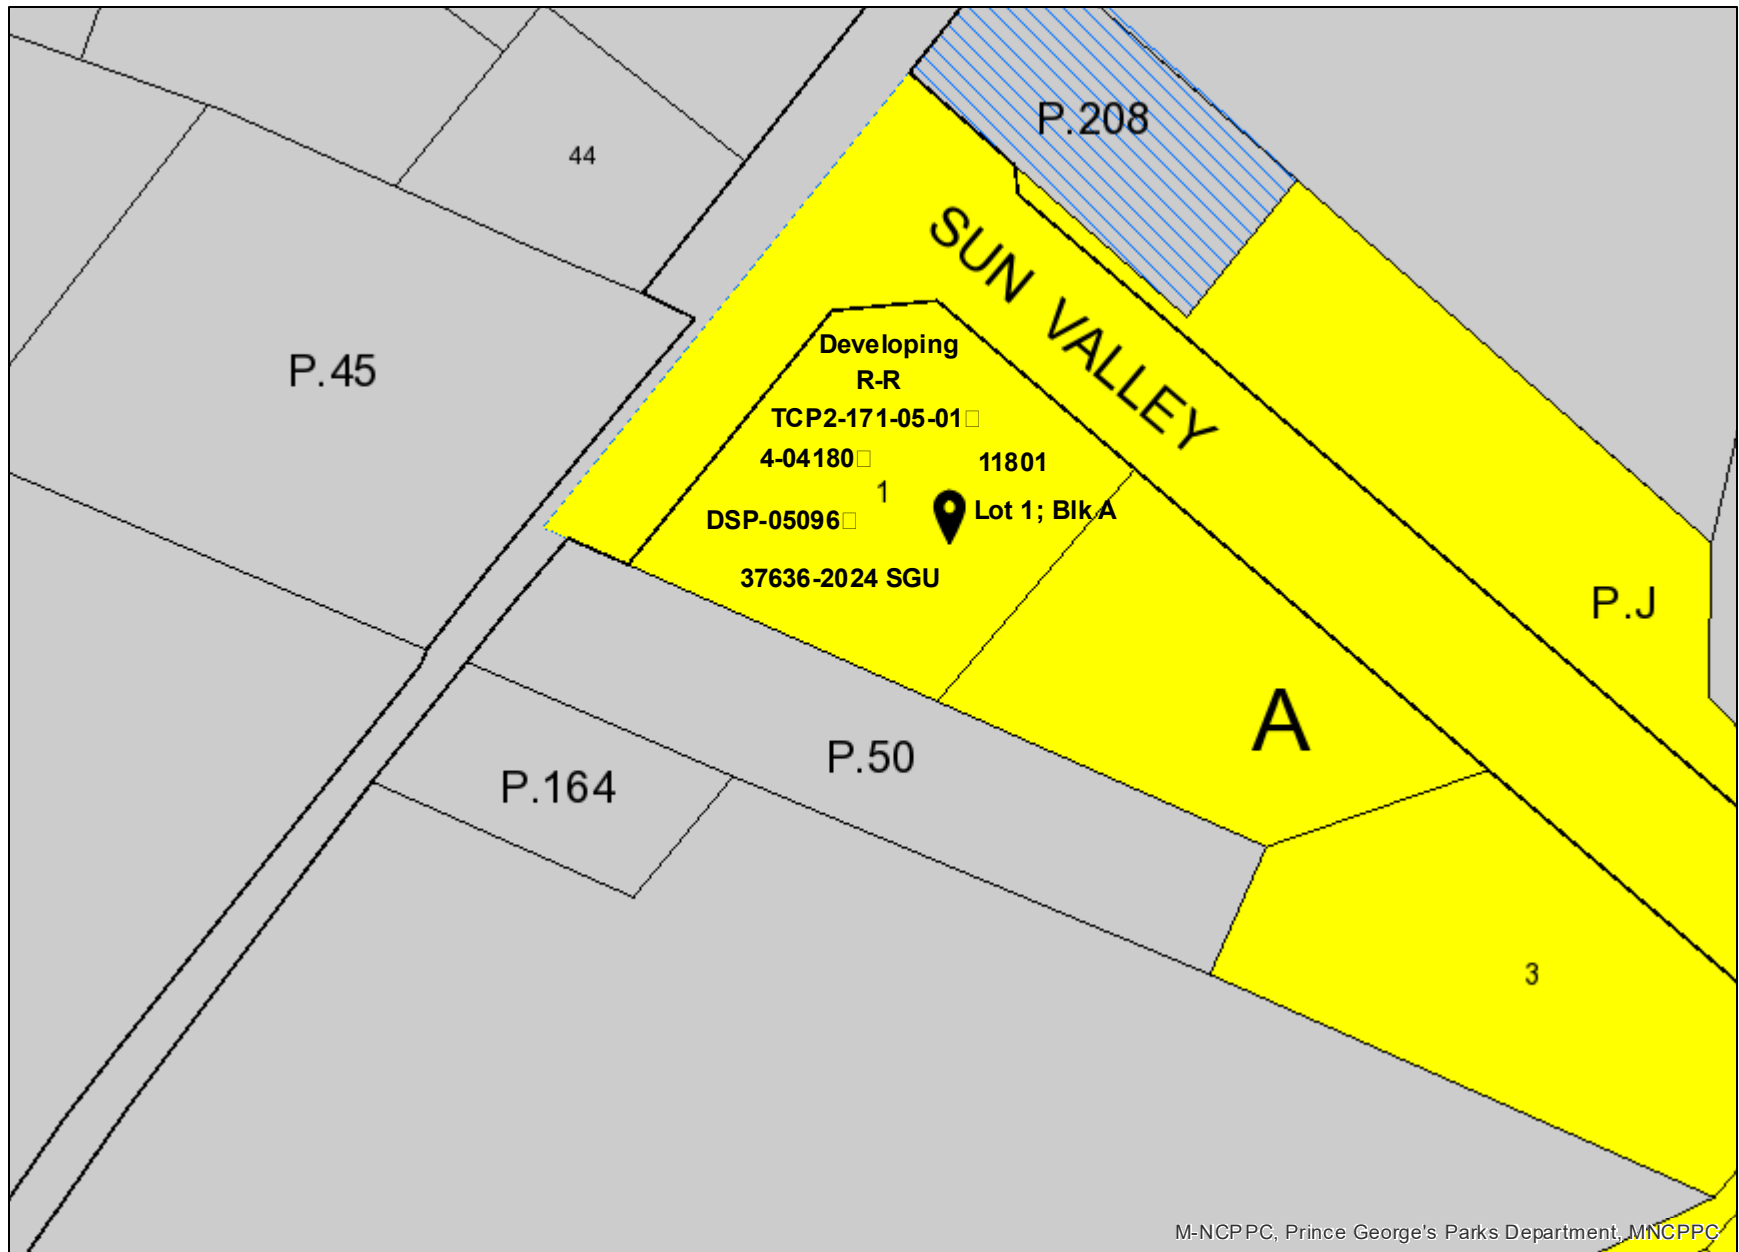 P.208
44
SUN VALLEY
P.45
Developing
R-R
TCP2-171-05-01□
4-04180□
11801
1
Lot 1; Blk A
DSP-05096□
37636-2024 SGU
P.J
A
P.50
P.164
3
M-NCPPC, Prince George's Parks Department, MNCPPC